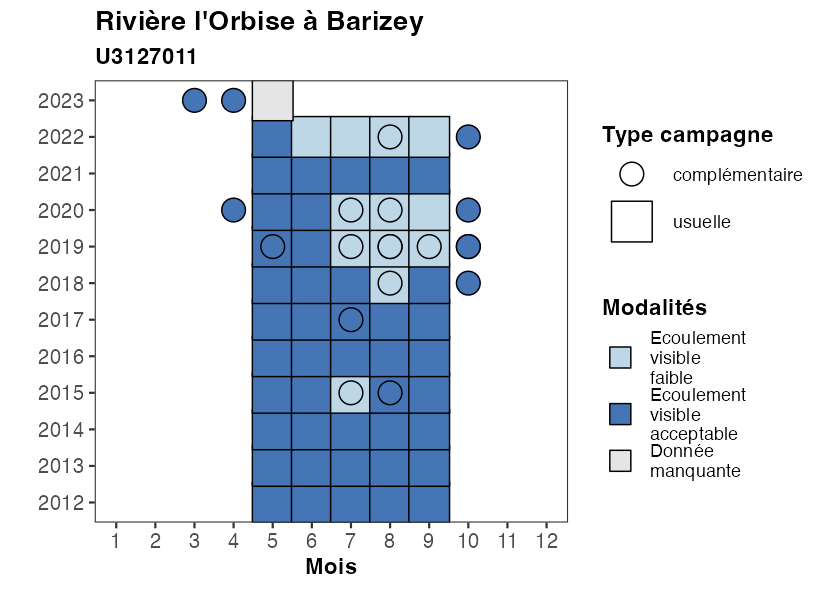 Rivière l'Orbise à Barizey
U3127011
2023
2022
2021
2020
2019
2018
2017
2016
2015
2014
2013
2012
1 2 3 4 5 6 7 8 9 10 11 12
Mois
Type campagne
complémentaire
usuelle
Modalités
Ecoulement
visible
faible
Ecoulement
visible
acceptable
Donnée
manquante